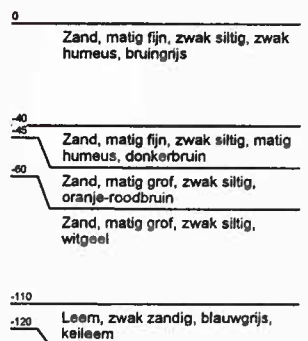 0
Zand, matig fijn, zwak siltig, zwak
humeus, bruingrijs
-40
-45
Zand, matig fijn, zwak siltig, matig
humeus, donkerbruin
-60
Zand, matig grof, zwak siltig,
oranje-roodbruin
Zand, matig grof, zwak siltig,
witgeel
-110
Leem, zwak zandig, blauwgrijs,
keileem
-120